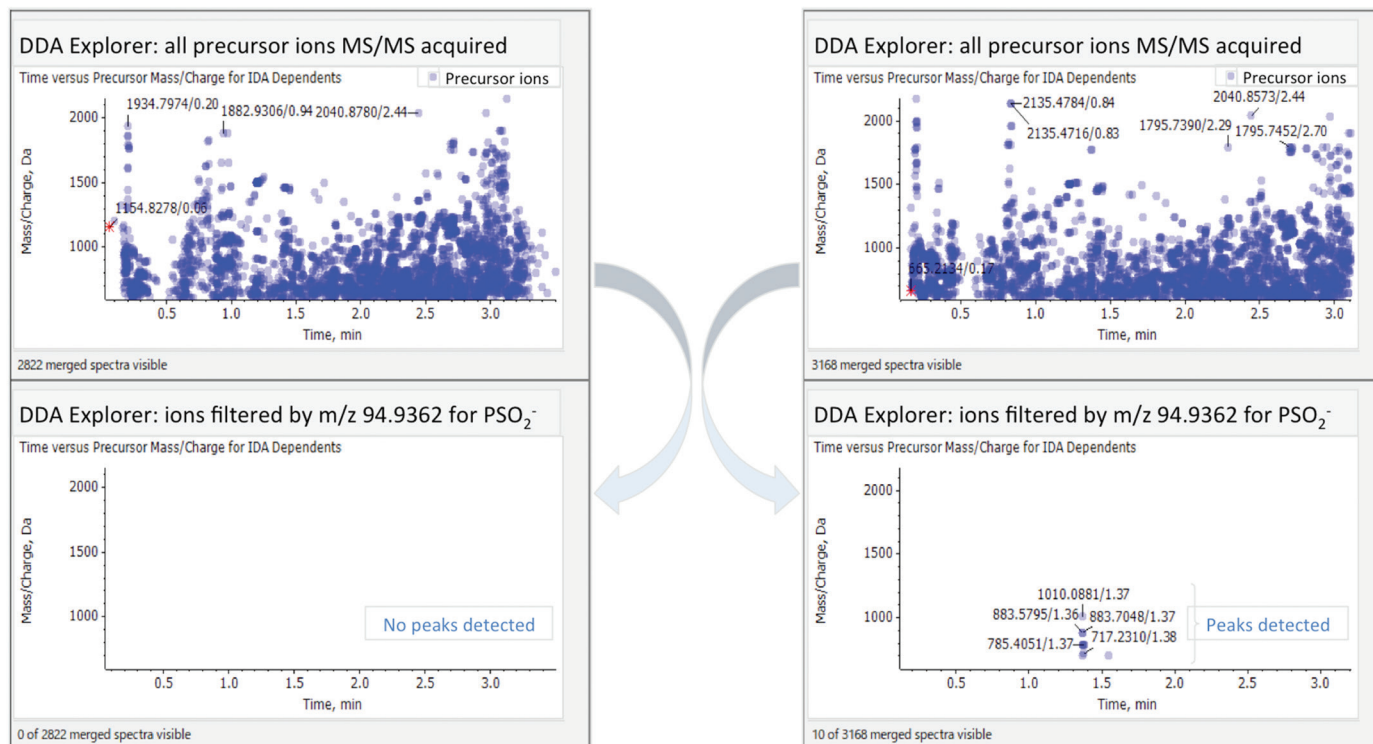 DDA Explorer: all precursor ions MS/MS acquired
Time versus Precursor Mass/Charge for IDA Dependents
Precursor ions
1934.7974/0.20
1882.9306/0.94
2040.8780/2.44
1154.8278/0.06
Mass/Charge, Da
2000
1500
1000
0.5 1.0 1.5 2.0 2.5 3.0
Time, min
2822 merged spectra visible
DDA Explorer: all precursor ions MS/MS acquired
Time versus Precursor Mass/Charge for IDA Dependents
Precursor ions
2135.4784/0.84
2135.4716/0.83
2040.8573/2.44
1795.7390/2.29
1795.7452/2.70
665.2134/0.17
Mass/Charge, Da
2000
1500
1000
0.5 1.0 1.5 2.0 2.5 3.0
Time, min
3168 merged spectra visible
DDA Explorer: ions filtered by m/z 94.9362 for PSO₂⁻
Time versus Precursor Mass/Charge for IDA Dependents
Mass/Charge, Da
2000
1500
1000
No peaks detected
0.5 1.0 1.5 2.0 2.5 3.0
Time, min
0 of 2822 merged spectra visible
DDA Explorer: ions filtered by m/z 94.9362 for PSO₂⁻
Time versus Precursor Mass/Charge for IDA Dependents
Mass/Charge, Da
2000
1500
1000
1010.0881/1.37
883.5795/1.36
883.7048/1.37
785.4051/1.37
717.2310/1.38
Peaks detected
0.5 1.0 1.5 2.0 2.5 3.0
Time, min
10 of 3168 merged spectra visible